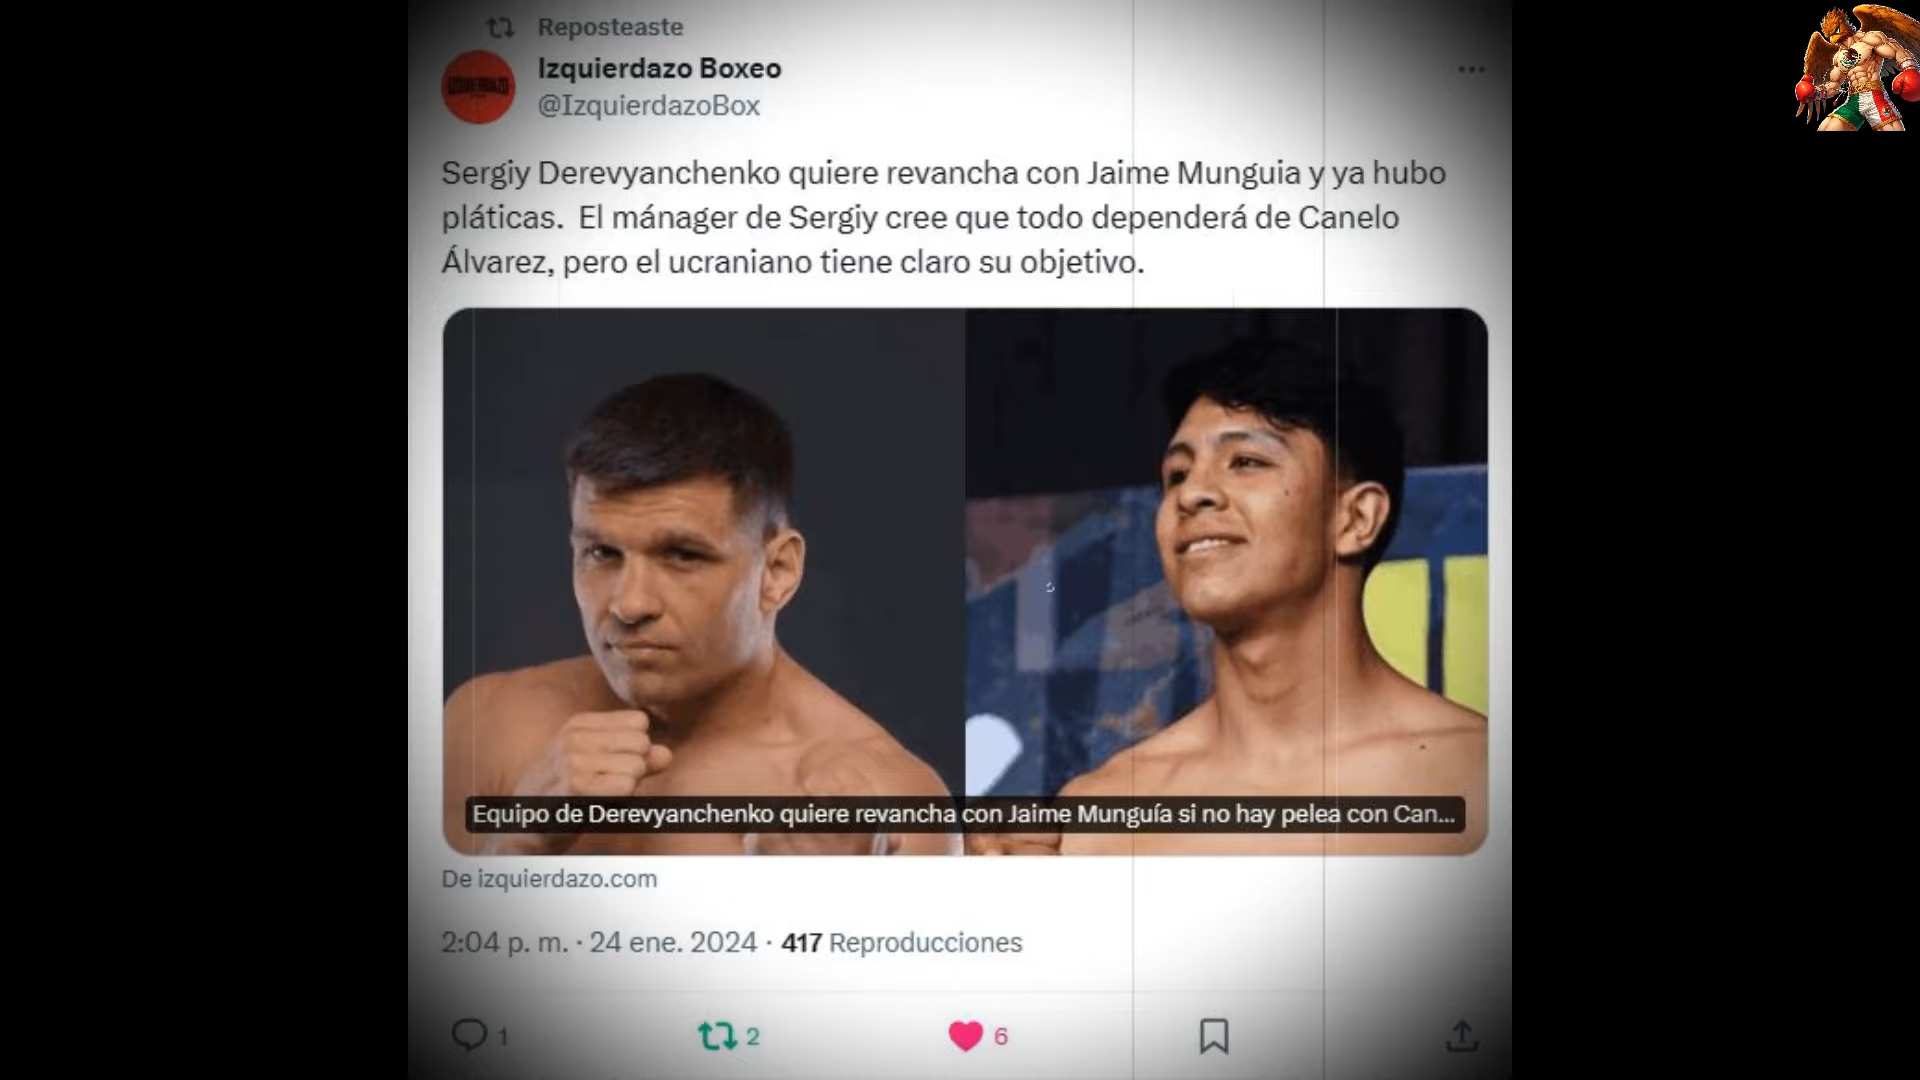 Reposteaste
Izquierdazo Boxeo
@IzquierdazoBox
Sergiy Derevyanchenko quiere revancha con Jaime Munguia y ya hubo
pláticas. El mánager de Sergiy cree que todo dependerá de Canelo
Álvarez, pero el ucraniano tiene claro su objetivo.
Equipo de Derevyanchenko quiere revancha con Jaime Munguía si no hay pelea con Can...
De izquierdazo.com
2:04 p. m. · 24 ene. 2024 · 417 Reproducciones
1 2 6